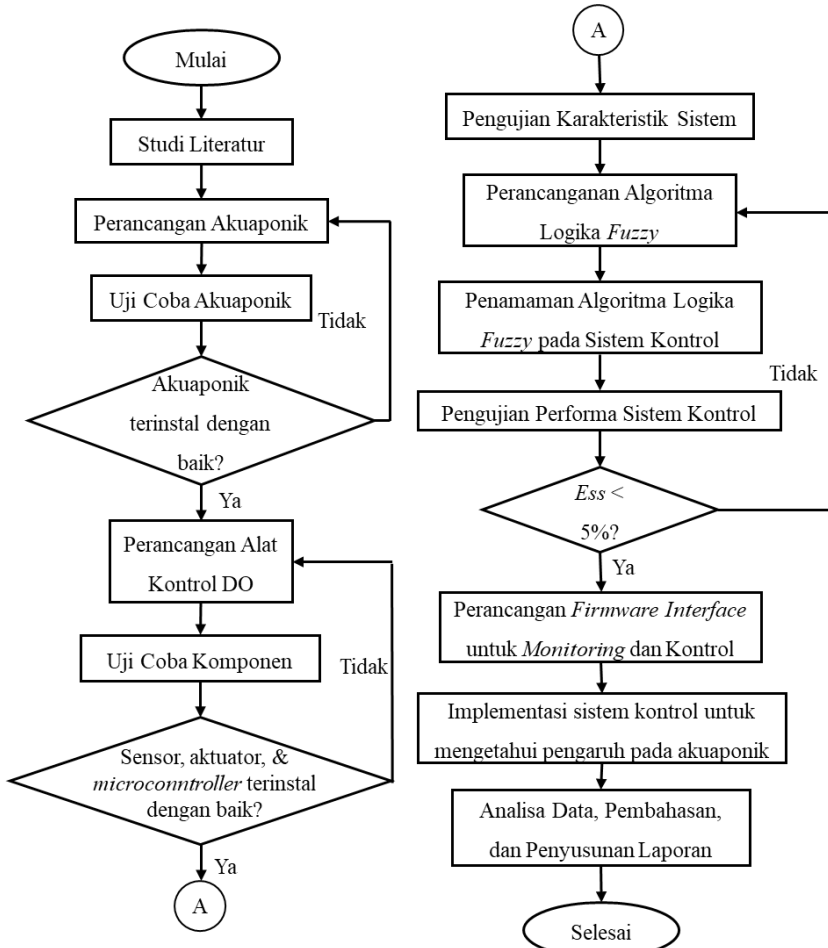 Mulai
Studi Literatur
Perancangan Akuaponik
Uji Coba Akuaponik
Tidak
Akuaponik
terinstal dengan
baik?
Ya
Perancangan Alat
Kontrol DO
Uji Coba Komponen
Tidak
Sensor, aktuator, &
microconntroller terinstal
dengan baik?
Ya
A
A
Pengujian Karakteristik Sistem
Perancanganan Algoritma
Logika Fuzzy
Penamaman Algoritma Logika
Fuzzy pada Sistem Kontrol
Tidak
Pengujian Performa Sistem Kontrol
Ess <
5%?
Ya
Perancangan Firmware Interface
untuk Monitoring dan Kontrol
Implementasi sistem kontrol untuk
mengetahui pengaruh pada akuaponik
Analisa Data, Pembahasan,
dan Penyusunan Laporan
Selesai